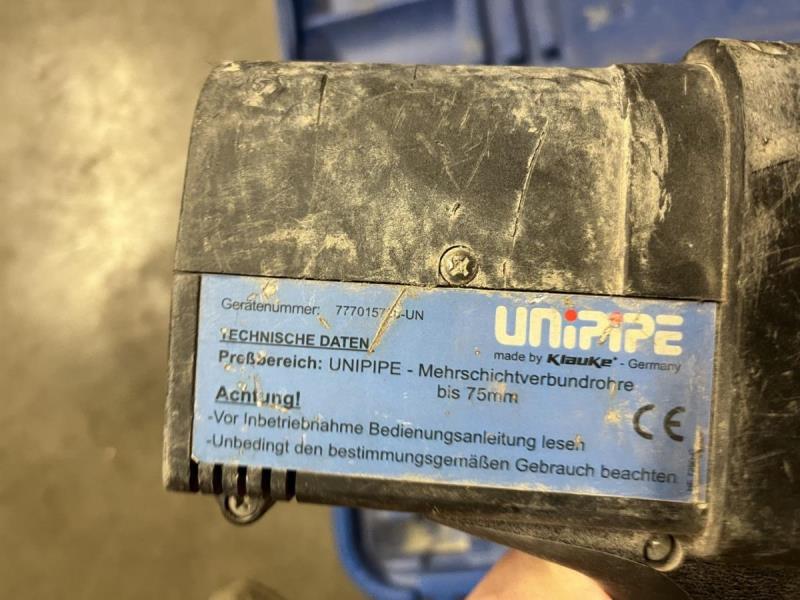 Gerätenummer:
UNIPIPE
TECHNISCHE DATEN
made by Klauke - Germany
Preßbereich: UNIPIPE - Mehrschichtverbundrohre
bis 75mm
Achtung!
CE
-Vor Inbetriebnahme Bedienungsanleitung lesen
-Unbedingt den bestimmungsgemäßen Gebrauch beachten